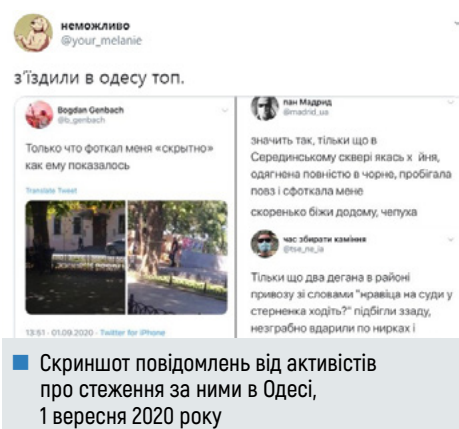 неможливо
@your_melanie
з’їздили в одесу топ.
Bogdan Genbach
@b_genbach
Только что фоткал меня «скрытно»
как ему показалось
Translate Tweet
13:51 · 01.09.2020 · Twitter for iPhone
пан Мадрид
@madrid_ua
значить так, тільки що в
Серединському сквері якась х йня,
одягнена повністю в чорне, пробігала
повз і сфоткала мене
скоренько біжи додому, чепуха
час збирати каміння
@tse_ne_ia
Тільки що два дегана в районі
привозу зі словами "нравіца на суди у
стерненка ходіть?" підбігли ззаду,
незграбно вдарили по нирках і
Скриншот повідомлень від активістів
про стеження за ними в Одесі,
1 вересня 2020 року